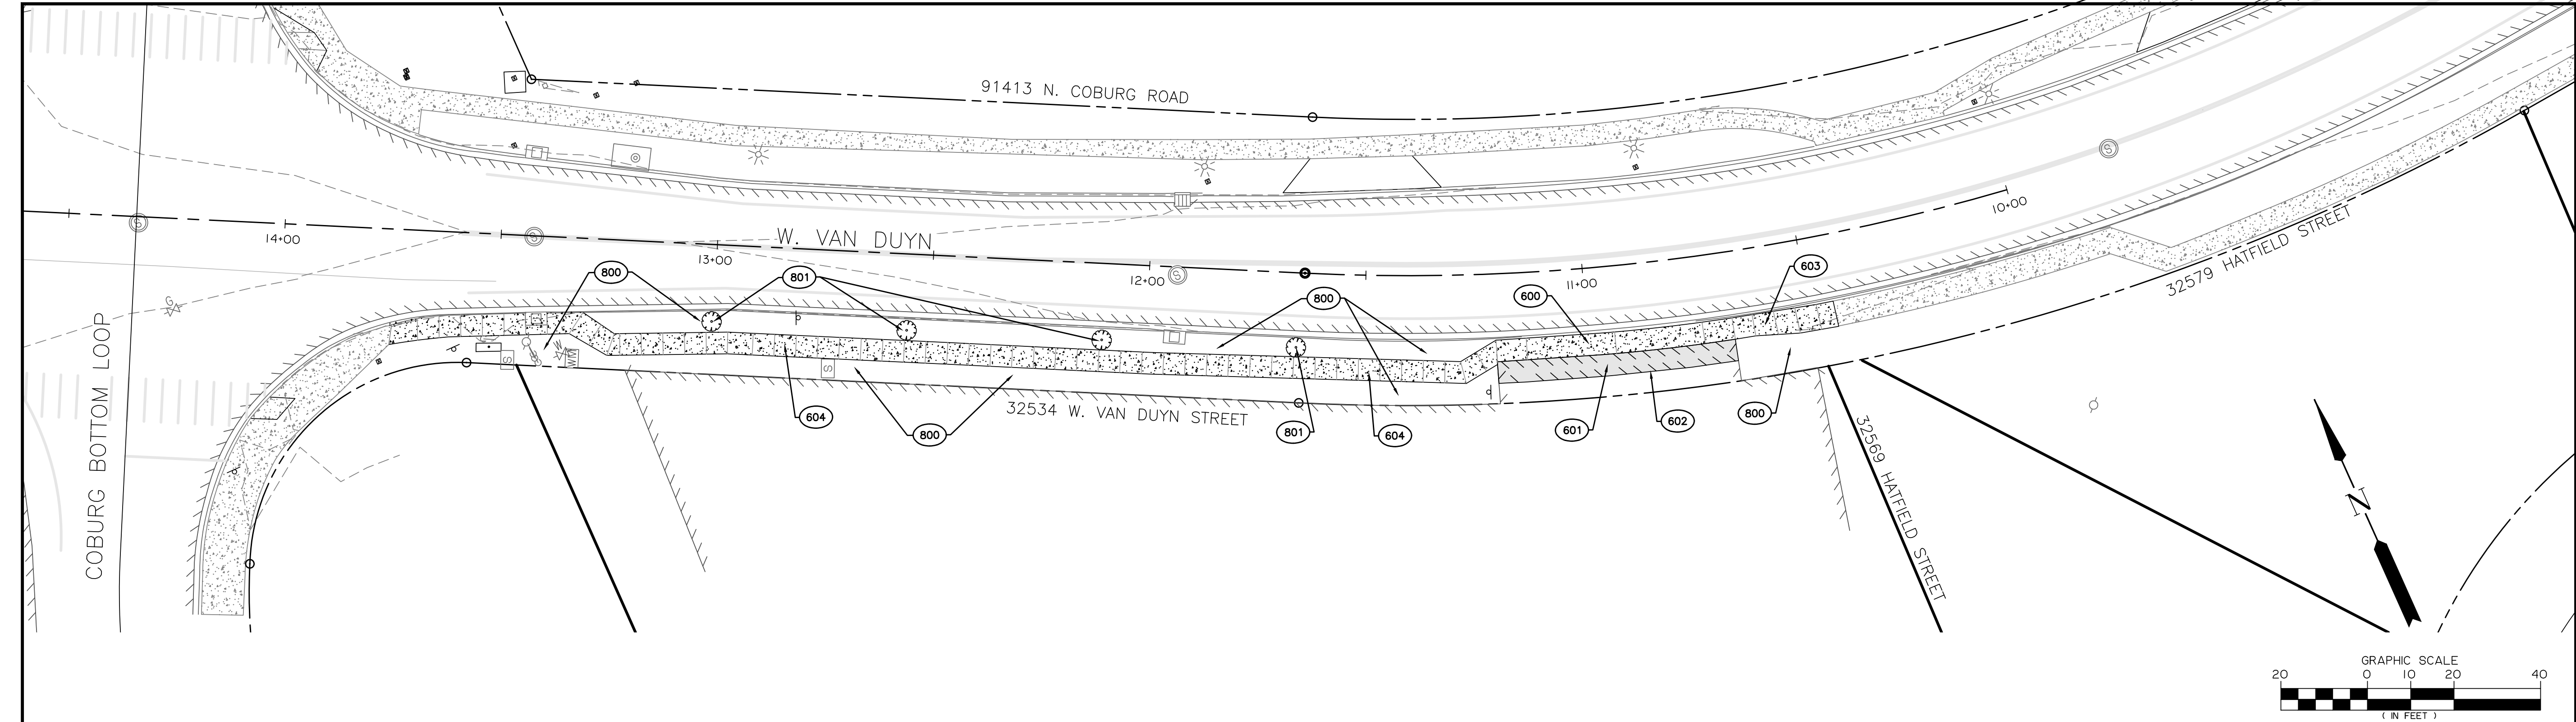 91413 N. COBURG ROAD
S
S
S
S
10+00
14+00
W. VAN DUYN
13+00
12+00
11+00
G
800
801
800
600
603
32579 HATFIELD STREET
COBURG BOTTOM LOOP
S
WM
S
604
800
32534 W. VAN DUYN STREET
801
604
601
602
800
32569 HATFIELD STREET
N
GRAPHIC SCALE
20 0 10 20 40
( IN FEET )